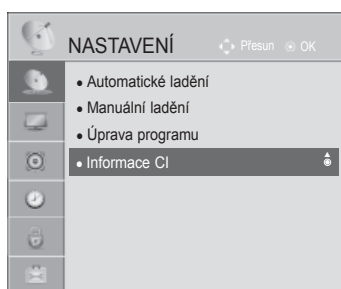 NASTAVENÍ
Přesun OK
• Automatické ladění
• Manuální ladění
• Úprava programu
• Informace CI